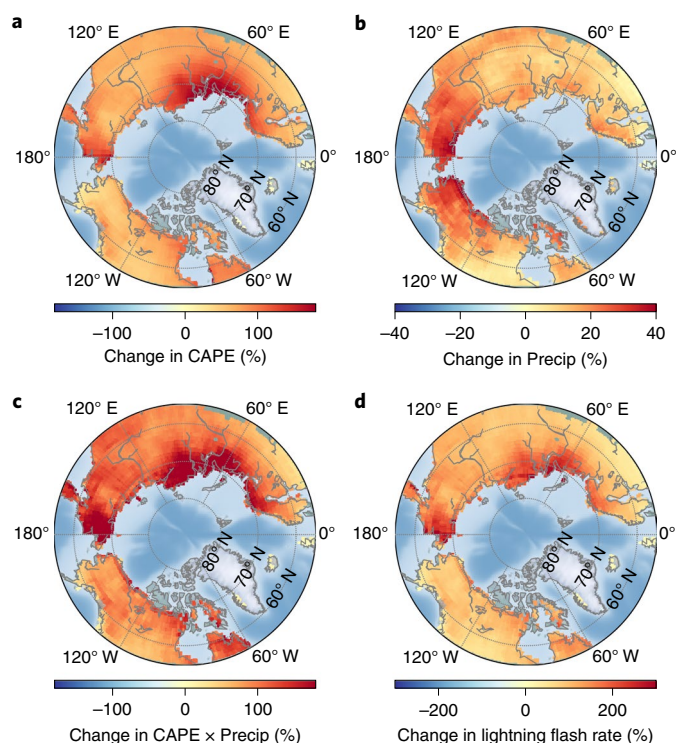 a
120° E
60° E
180°
0°
80° N
70° N
60° N
120° W
60° W
−100 0 100
Change in CAPE (%)
b
120° E
60° E
180°
0°
80° N
70° N
60° N
120° W
60° W
−40 −20 0 20 40
Change in Precip (%)
c
120° E
60° E
180°
0°
80° N
70° N
60° N
120° W
60° W
−100 0 100
Change in CAPE × Precip (%)
d
120° E
60° E
180°
0°
80° N
70° N
60° N
120° W
60° W
−200 0 200
Change in lightning flash rate (%)